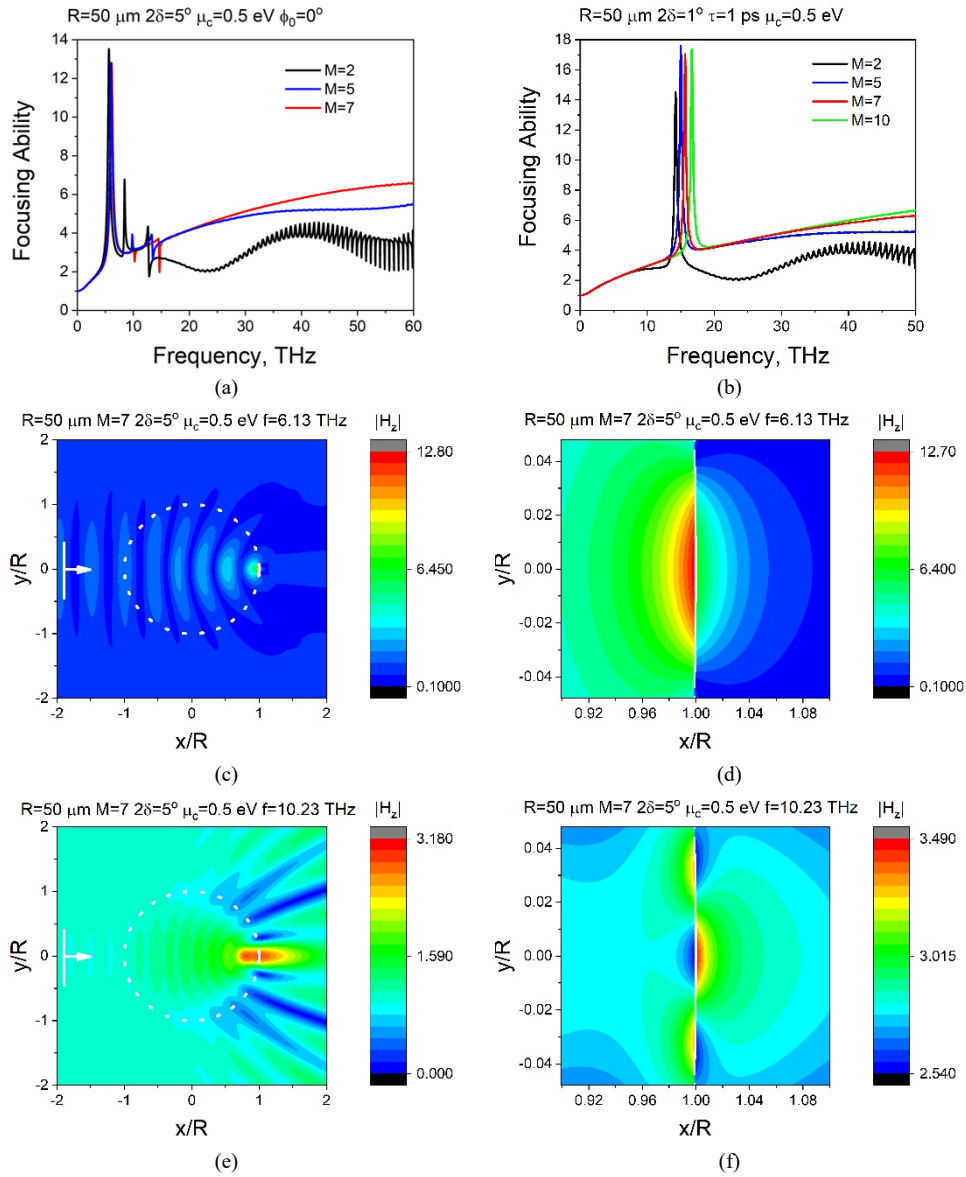 R=50 μm 2δ=5° μc=0.5 eV ϕ0=0°
14
12
10
8
6
4
2
0
Focusing Ability
M=2
M=5
M=7
0 10 20 30 40 50 60
Frequency, THz
(a)
R=50 μm 2δ=1° τ=1 ps μc=0.5 eV
18
16
14
12
10
8
6
4
2
0
Focusing Ability
M=2
M=5
M=7
M=10
0 10 20 30 40 50
Frequency, THz
(b)
R=50 μm M=7 2δ=5° μc=0.5 eV f=6.13 THz |Hz|
2
1
0
-1
-2
y/R
-2 -1 0 1 2
x/R
12.80
6.450
0.1000
(c)
R=50 μm M=7 2δ=5° μc=0.5 eV f=6.13 THz |Hz|
0.04
0.02
0.00
-0.02
-0.04
y/R
0.92 0.96 1.00 1.04 1.08
x/R
12.70
6.400
0.1000
(d)
R=50 μm M=7 2δ=5° μc=0.5 eV f=10.23 THz |Hz|
2
1
0
-1
-2
y/R
-2 -1 0 1 2
x/R
3.180
1.590
0.000
(e)
R=50 μm M=7 2δ=5° μc=0.5 eV f=10.23 THz |Hz|
0.04
0.02
0.00
-0.02
-0.04
y/R
0.92 0.96 1.00 1.04 1.08
x/R
3.490
3.015
2.540
(f)